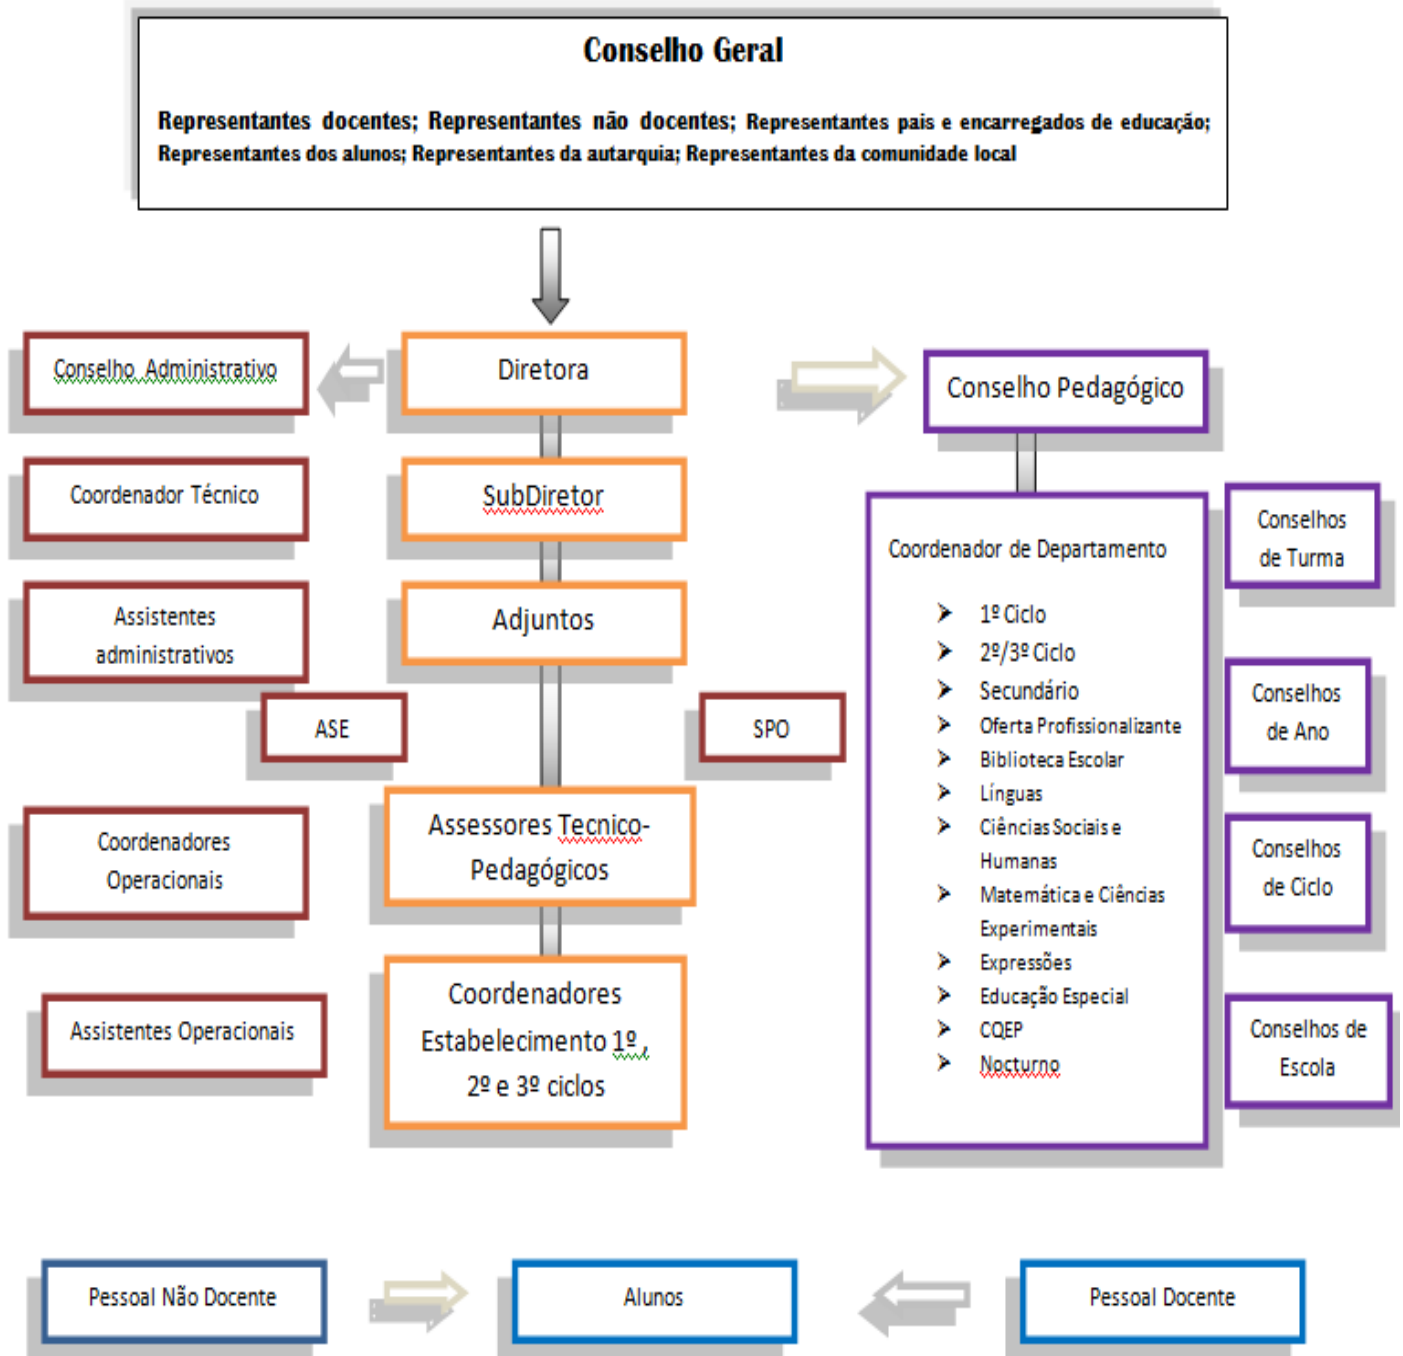 Conselho Geral
Representantes docentes; Representantes não docentes; Representantes pais e encarregados de educação;
Representantes dos alunos; Representantes da autarquia; Representantes da comunidade local
Conselho Administrativo
Diretora
Conselho Pedagógico
Coordenador Técnico
SubDiretor
Assistentes
administrativos
Adjuntos
ASE
SPO
Coordenadores
Operacionais
Assessores Tecnico-
Pedagógicos
Assistentes Operacionais
Coordenadores
Estabelecimento 1º ,
2º e 3º ciclos
Coordenador de Departamento
1º Ciclo
2º/3º Ciclo
Secundário
Oferta Profissionalizante
Biblioteca Escolar
Línguas
Ciências Sociais e
Humanas
Matemática e Ciências
Experimentais
Expressões
Educação Especial
CQEP
Nocturno
Conselhos
de Turma
Conselhos
de Ano
Conselhos
de Ciclo
Conselhos de
Escola
Pessoal Não Docente
Alunos
Pessoal Docente